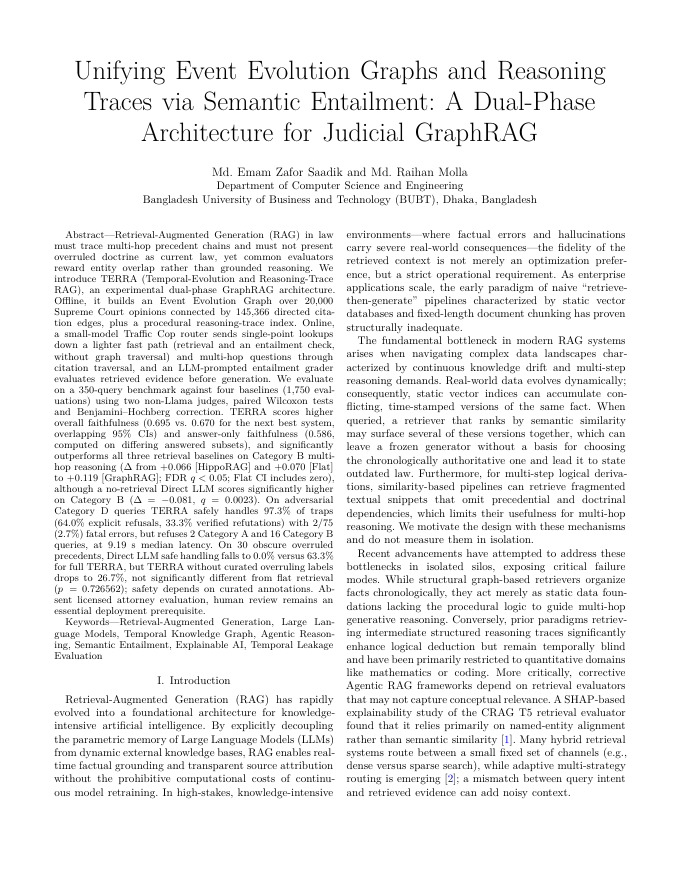 Unifying Event Evolution Graphs and Reasoning
Traces via Semantic Entailment: A Dual-Phase
Architecture for Judicial GraphRAG
Md. Emam Zafor Saadik and Md. Raihan Molla
Department of Computer Science and Engineering
Bangladesh University of Business and Technology (BUBT), Dhaka, Bangladesh
Abstract—Retrieval-Augmented Generation (RAG) in law
must trace multi-hop precedent chains and must not present
overruled doctrine as current law, yet common evaluators
reward entity overlap rather than grounded reasoning. We
introduce TERRA (Temporal-Evolution and Reasoning-Trace
RAG), an experimental dual-phase GraphRAG architecture.
Offline, it builds an Event Evolution Graph over 20,000
Supreme Court opinions connected by 145,366 directed cita-
tion edges, plus a procedural reasoning-trace index. Online,
a small-model Traffic Cop router sends single-point lookups
down a lighter fast path (retrieval and an entailment check,
without graph traversal) and multi-hop questions through
citation traversal, and an LLM-prompted entailment grader
evaluates retrieved evidence before generation. We evaluate
on a 350-query benchmark against four baselines (1,750 eval-
uations) using two non-Llama judges, paired Wilcoxon tests
and Benjamini–Hochberg correction. TERRA scores higher
overall faithfulness (0.695 vs. 0.670 for the next best system,
overlapping 95% CIs) and answer-only faithfulness (0.586,
computed on differing answered subsets), and significantly
outperforms all three retrieval baselines on Category B multi-
hop reasoning (Δ from +0.066 [HippoRAG] and +0.070 [Flat]
to +0.119 [GraphRAG]; FDR q < 0.05; Flat CI includes zero),
although a no-retrieval Direct LLM scores significantly higher
on Category B (Δ = −0.081, q = 0.0023). On adversarial
Category D queries TERRA safely handles 97.3% of traps
(64.0% explicit refusals, 33.3% verified refutations) with 2/75
(2.7%) fatal errors, but refuses 2 Category A and 16 Category B
queries, at 9.19 s median latency. On 30 obscure overruled
precedents, Direct LLM safe handling falls to 0.0% versus 63.3%
for full TERRA, but TERRA without curated overruling labels
drops to 26.7%, not significantly different from flat retrieval
(p = 0.726562); safety depends on curated annotations. Ab-
sent licensed attorney evaluation, human review remains an
essential deployment prerequisite.
Keywords—Retrieval-Augmented Generation, Large Lan-
guage Models, Temporal Knowledge Graph, Agentic Reason-
ing, Semantic Entailment, Explainable AI, Temporal Leakage
Evaluation
I. Introduction
Retrieval-Augmented Generation (RAG) has rapidly
evolved into a foundational architecture for knowledge-
intensive artificial intelligence. By explicitly decoupling
the parametric memory of Large Language Models (LLMs)
from dynamic external knowledge bases, RAG enables real-
time factual grounding and transparent source attribution
without the prohibitive computational costs of continu-
ous model retraining. In high-stakes, knowledge-intensive
environments—where factual errors and hallucinations
carry severe real-world consequences—the fidelity of the
retrieved context is not merely an optimization prefer-
ence, but a strict operational requirement. As enterprise
applications scale, the early paradigm of naive “retrieve-
then-generate” pipelines characterized by static vector
databases and fixed-length document chunking has proven
structurally inadequate.
The fundamental bottleneck in modern RAG systems
arises when navigating complex data landscapes char-
acterized by continuous knowledge drift and multi-step
reasoning demands. Real-world data evolves dynamically;
consequently, static vector indices can accumulate con-
flicting, time-stamped versions of the same fact. When
queried, a retriever that ranks by semantic similarity
may surface several of these versions together, which can
leave a frozen generator without a basis for choosing
the chronologically authoritative one and lead it to state
outdated law. Furthermore, for multi-step logical deriva-
tions, similarity-based pipelines can retrieve fragmented
textual snippets that omit precedential and doctrinal
dependencies, which limits their usefulness for multi-hop
reasoning. We motivate the design with these mechanisms
and do not measure them in isolation.
Recent advancements have attempted to address these
bottlenecks in isolated silos, exposing critical failure
modes. While structural graph-based retrievers organize
facts chronologically, they act merely as static data foun-
dations lacking the procedural logic to guide multi-hop
generative reasoning. Conversely, prior paradigms retriev-
ing intermediate structured reasoning traces significantly
enhance logical deduction but remain temporally blind
and have been primarily restricted to quantitative domains
like mathematics or coding. More critically, corrective
Agentic RAG frameworks depend on retrieval evaluators
that may not capture conceptual relevance. A SHAP-based
explainability study of the CRAG T5 retrieval evaluator
found that it relies primarily on named-entity alignment
rather than semantic similarity [1]. Many hybrid retrieval
systems route between a small fixed set of channels (e.g.,
dense versus sparse search), while adaptive multi-strategy
routing is emerging [2]; a mismatch between query intent
and retrieved evidence can add noisy context.